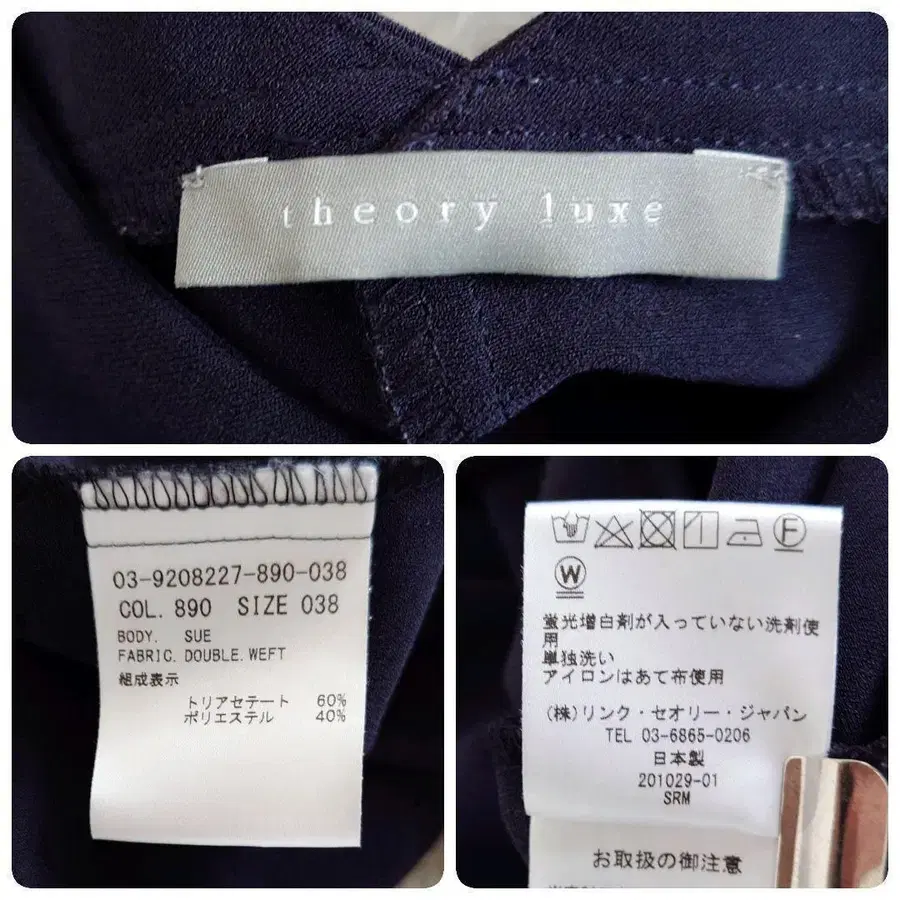 theory luxe
03-9208227-890-038
COL. 890 SIZE 038
BODY. SUE
FABRIC. DOUBLE.WEFT
組成表示
トリアセテート 60%
ポリエステル 40%
F
W
蛍光増白剤が入っていない洗剤使
用
単独洗い
アイロンはあて布使用
(株)リンク・セオリー・ジャパン
TEL 03-6865-0206
日本製
201029-01
SRM
お取扱の御注意